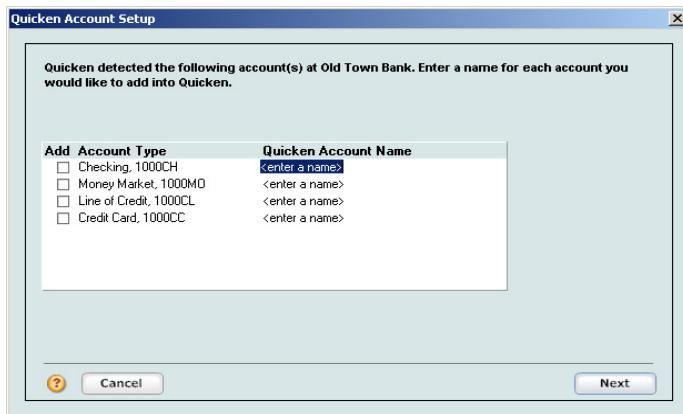 Quicken Account Setup
Quicken detected the following account(s) at Old Town Bank. Enter a name for each account you
would like to add into Quicken.
Add Account Type Quicken Account Name
Checking, 1000CH <enter a name>
Money Market, 1000MO <enter a name>
Line of Credit, 1000CL <enter a name>
Credit Card, 1000CC <enter a name>
? Cancel Next